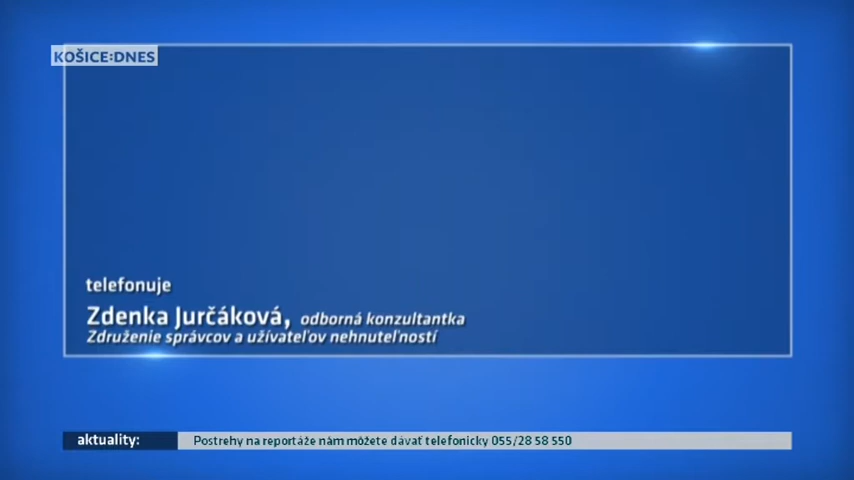 KOŠICE:DNES
telefonuje
Zdenka Jurčáková, odborná konzultantka
Združenie správcov a užívateľov nehnuteľností
aktuality: Postrehy na reportáže nám môžete dávať telefonicky 055/28 58 550